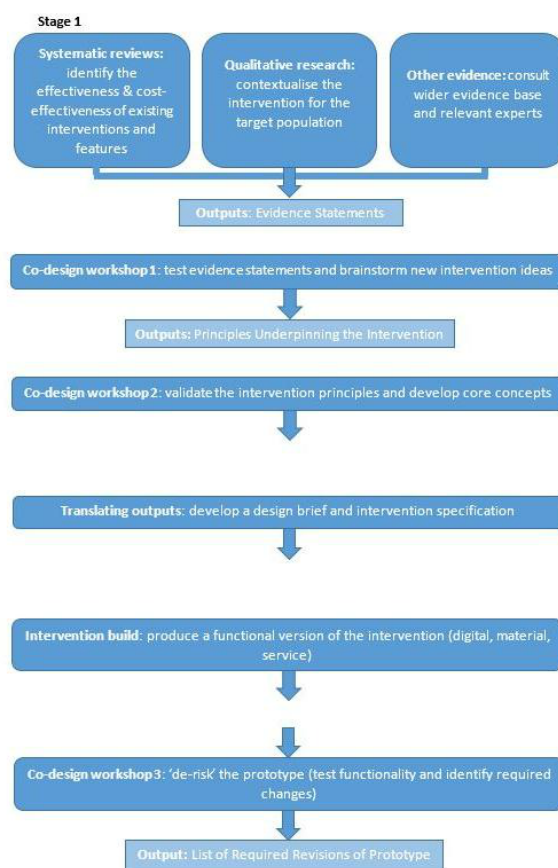 Stage 1
Systematic reviews:
identify the
effectiveness & cost-
effectiveness of existing
interventions and
features
Qualitative research:
contextualise the
intervention for the
target population
Other evidence: consult
wider evidence base
and relevant experts
Outputs: Evidence Statements
Co-design workshop 1: test evidence statements and brainstorm new intervention ideas
Outputs: Principles Underpinning the Intervention
Co-design workshop 2: validate the intervention principles and develop core concepts
Translating outputs: develop a design brief and intervention specification
Intervention build: produce a functional version of the intervention (digital, material,
service)
Co-design workshop 3: 'de-risk' the prototype (test functionality and identify required
changes)
Output: List of Required Revisions of Prototype